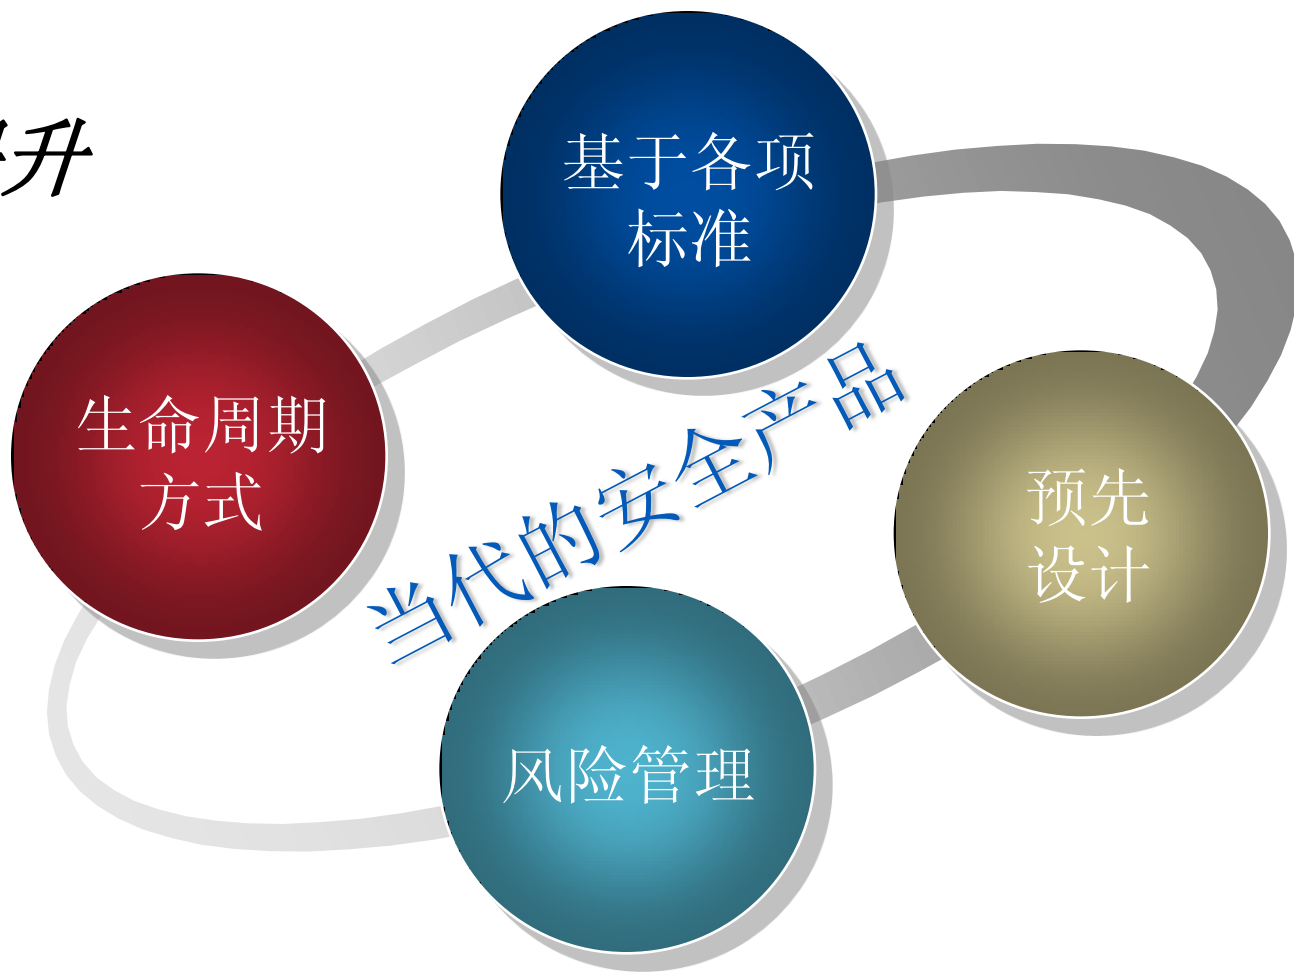 升
基于各项
标准
生命周期
方式
当代的安全产品
预先
设计
风险管理